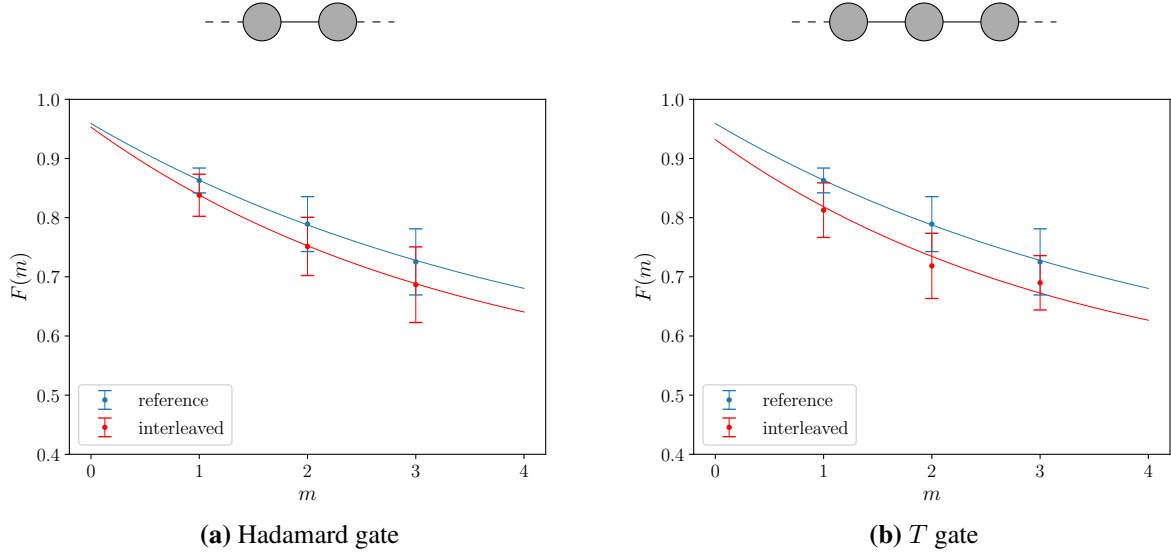 1.0
0.9
0.8
0.7
0.6
0.5
0.4
F(m)
reference
interleaved
0 1 2 3 4
m
(a) Hadamard gate
1.0
0.9
0.8
0.7
0.6
0.5
0.4
F(m)
reference
interleaved
0 1 2 3 4
m
(b) T gate